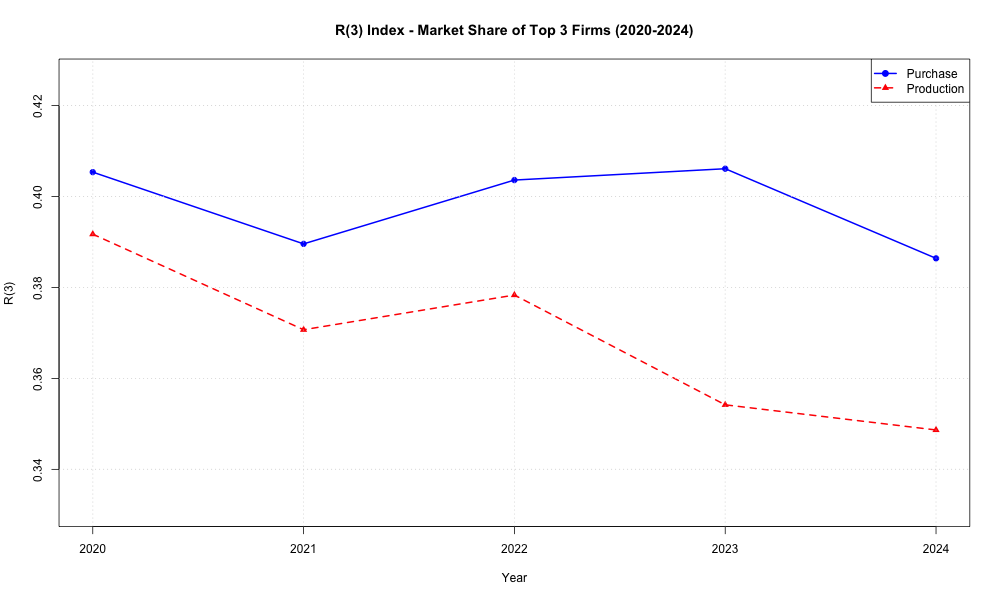 R(3) Index - Market Share of Top 3 Firms (2020-2024)
Purchase
Production
0.42
0.40
0.38
0.36
0.34
R(3)
2020 2021 2022 2023 2024
Year